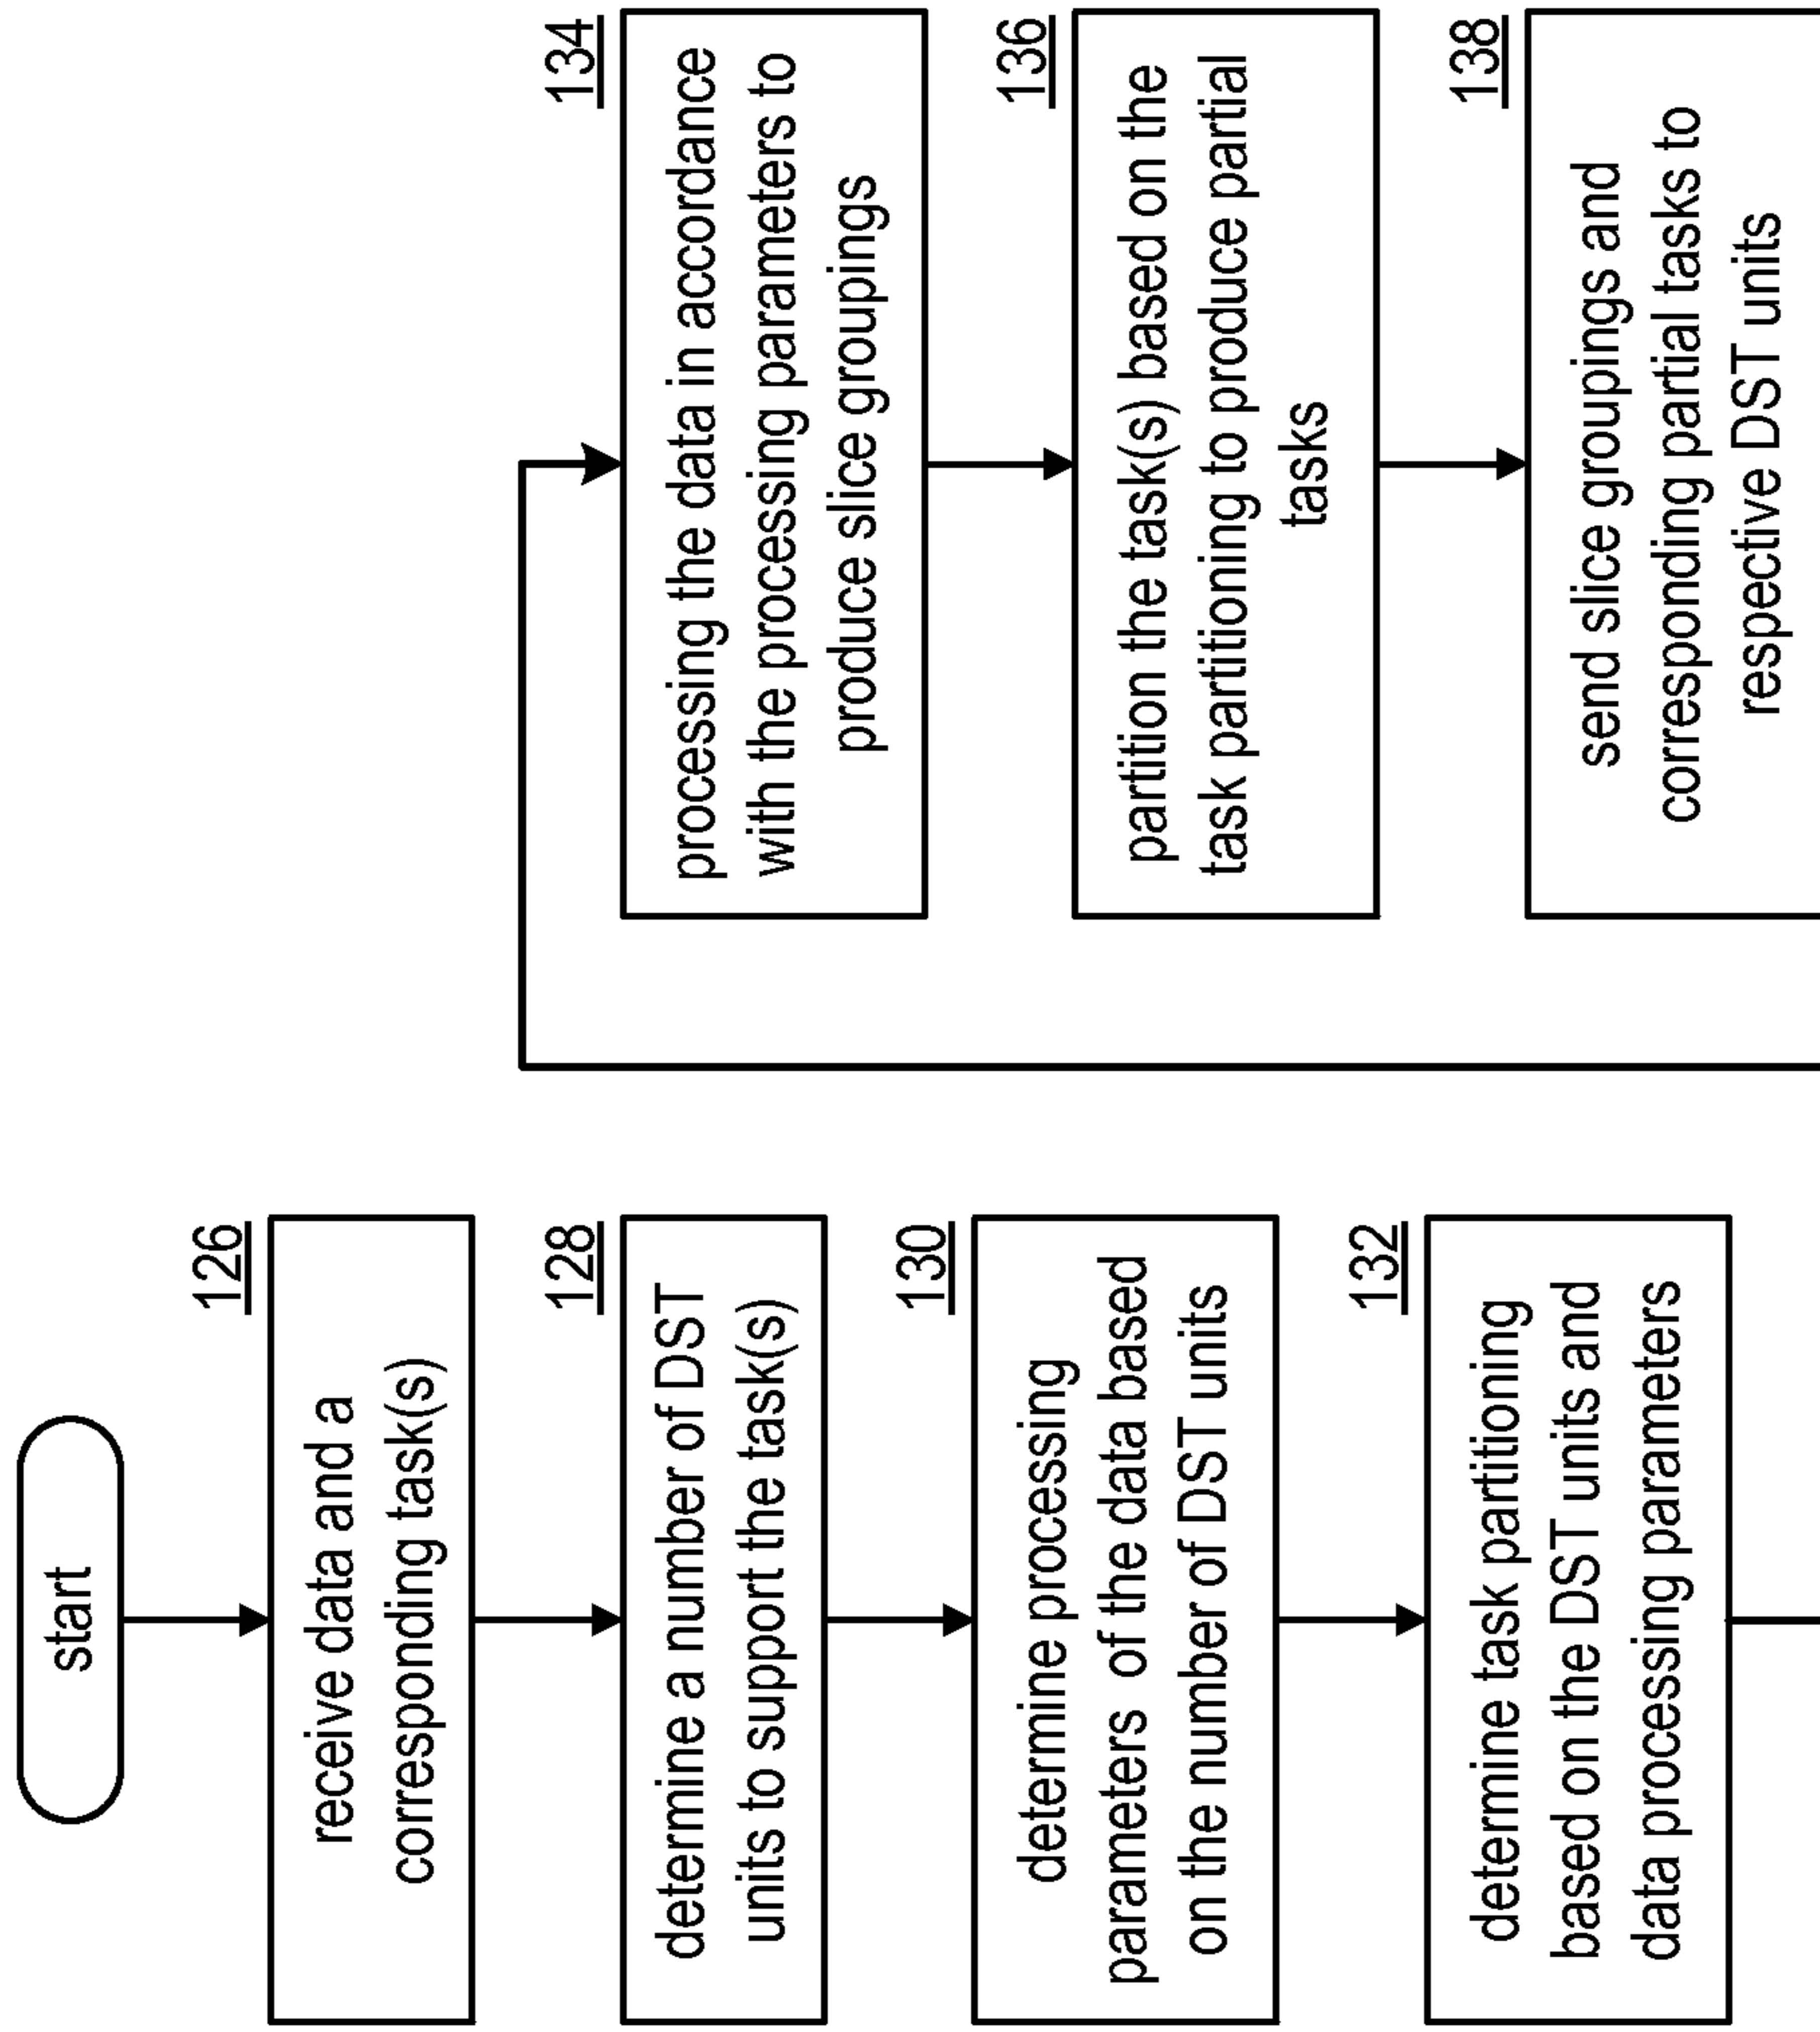 start
126
receive data and a
corresponding task(s)
128
determine a number of DST
units to support the task(s)
130
determine processing
parameters of the data based
on the number of DST units
132
determine task partitioning
based on the DST units and
data processing parameters
134
processing the data in accordance
with the processing parameters to
produce slice groupings
136
partition the task(s) based on the
task partitioning to produce partial
tasks
138
send slice groupings and
corresponding partial tasks to
respective DST units